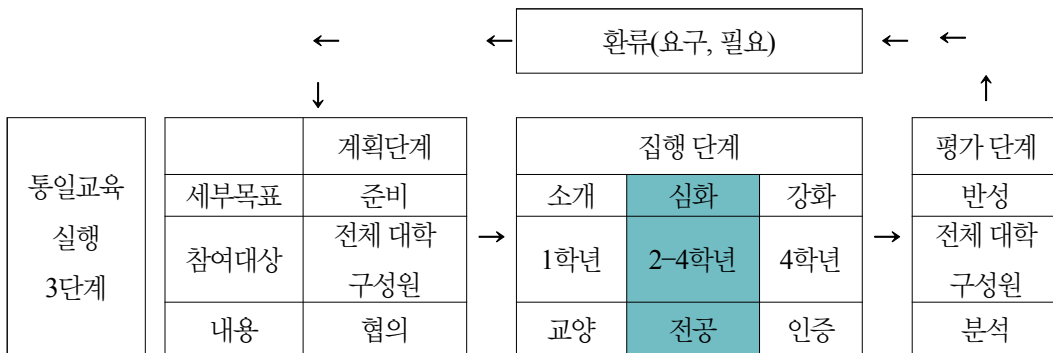 환류(요구, 필요)
통일교육
실행
3단계
계획단계
세부목표 준비
참여대상 전체 대학
구성원
내용 협의
집행 단계
소개 심화 강화
1학년 2-4학년 4학년
교양 전공 인증
평가 단계
반성
전체 대학
구성원
분석